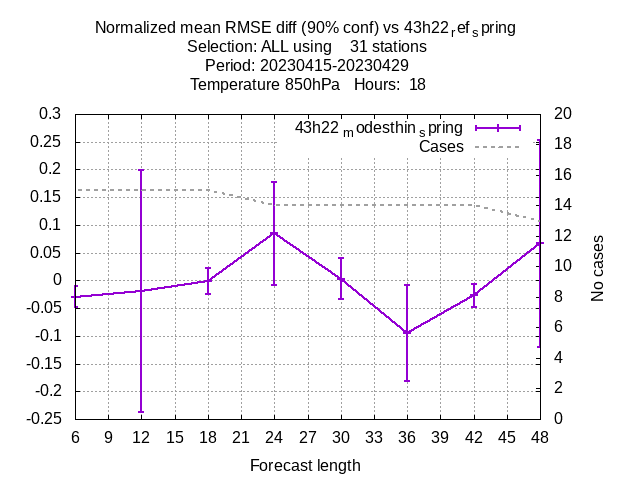 Normalized mean RMSE diff (90% conf) vs 43h22refspring
Selection: ALL using 31 stations
Period: 20230415-20230429
Temperature 850hPa Hours: 18
43h22modesthinspring
Cases
0.3
0.25
0.2
0.15
0.1
0.05
0
-0.05
-0.1
-0.15
-0.2
-0.25
20
18
16
14
12
10
8
6
4
2
0
No cases
6 9 12 15 18 21 24 27 30 33 36 39 42 45 48
Forecast length